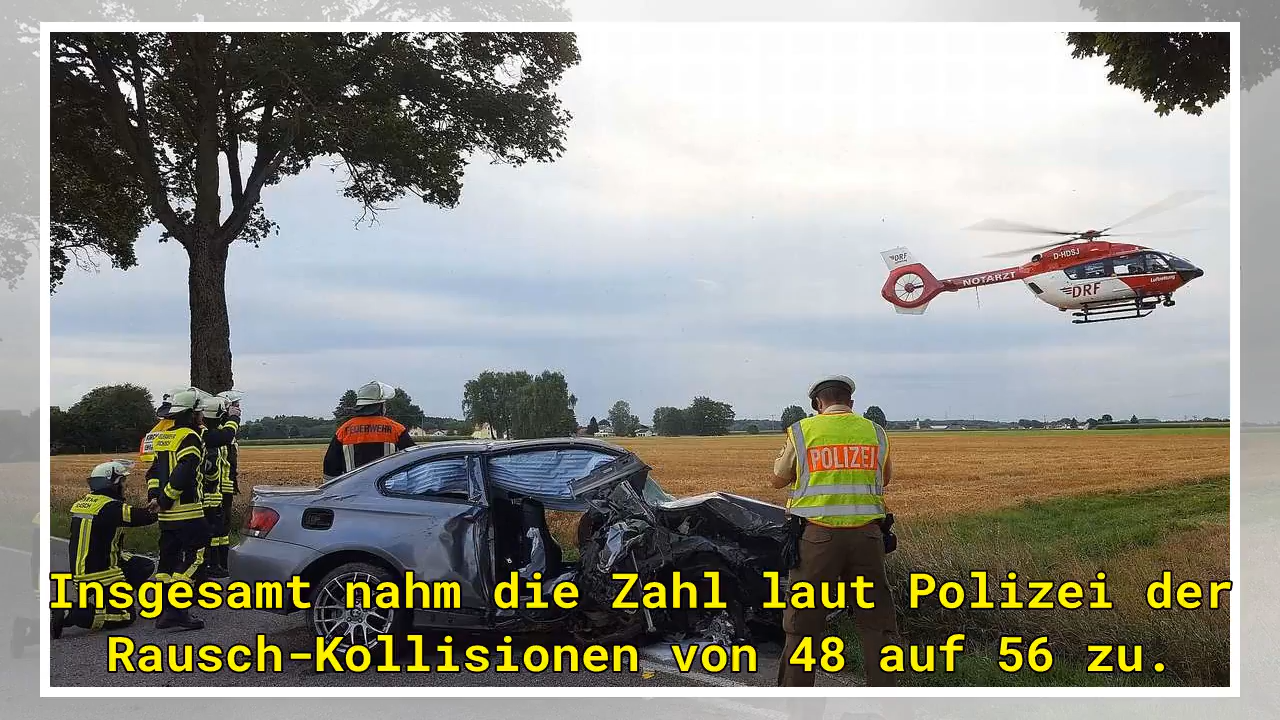 DRF
D-HDSJ
NOTARZT
DRF
Luftrettung
FEUERWEHR
POLIZEI
Insgesamt nahm die Zahl laut Polizei der
Rausch-Kollisionen von 48 auf 56 zu.